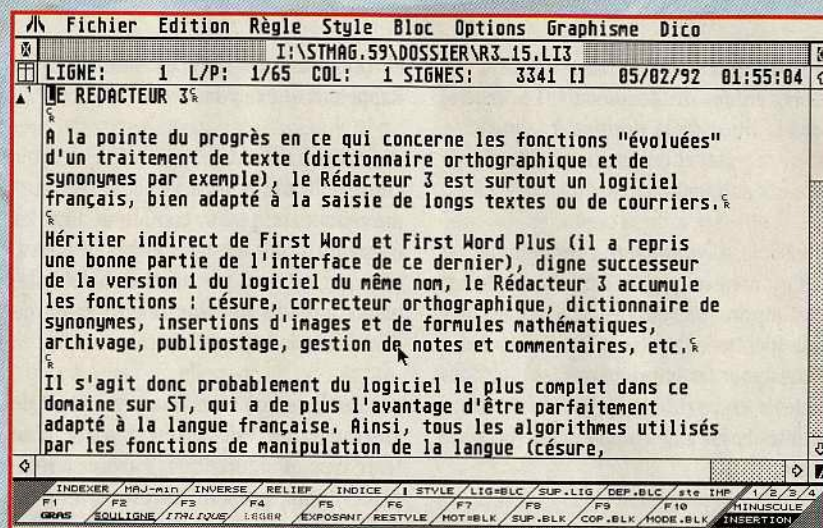 Fichier Edition Règle Style Bloc Options Graphisme Dico
I:\STMAG.59\DOSSIER\R3_15.LI3
LIGNE: 1 L/P: 1/65 COL: 1 SIGNES: 3341 [] 05/02/92 01:55:04
LE REDACTEUR 3
A la pointe du progrès en ce qui concerne les fonctions "évoluées"
d'un traitement de texte (dictionnaire orthographique et de
synonymes par exemple), le Rédacteur 3 est surtout un logiciel
français, bien adapté à la saisie de longs textes ou de courriers.
Héritier indirect de First Word et First Word Plus (il a repris
une bonne partie de l'interface de ce dernier), digne successeur
de la version 1 du logiciel du même nom, le Rédacteur 3 accumule
les fonctions : césure, correcteur orthographique, dictionnaire de
synonymes, insertions d'images et de formules mathématiques,
archivage, publipostage, gestion de notes et commentaires, etc.
Il s'agit donc probablement du logiciel le plus complet dans ce
domaine sur ST, qui a de plus l'avantage d'être parfaitement
adapté à la langue française. Ainsi, tous les algorithmes utilisés
par les fonctions de manipulation de la langue (césure,
INDEXER / MAJ-min / INVERSE / RELIEF / INDICE / 1 STYLE / LIG=BLC / SUP.LIG / DEP.BLC / ste IMP / 1 / 2 / 3 / 4
F1 F2 F3 F4 F5 F6 F7 F8 F9 F10 MINUSCULE
GRAS SOULIGNE ITALIQUE LEGER EXPOSANT RESTYLE MOT=BLK SUP.BLK COP.BLK MODE.BLK INSERTION